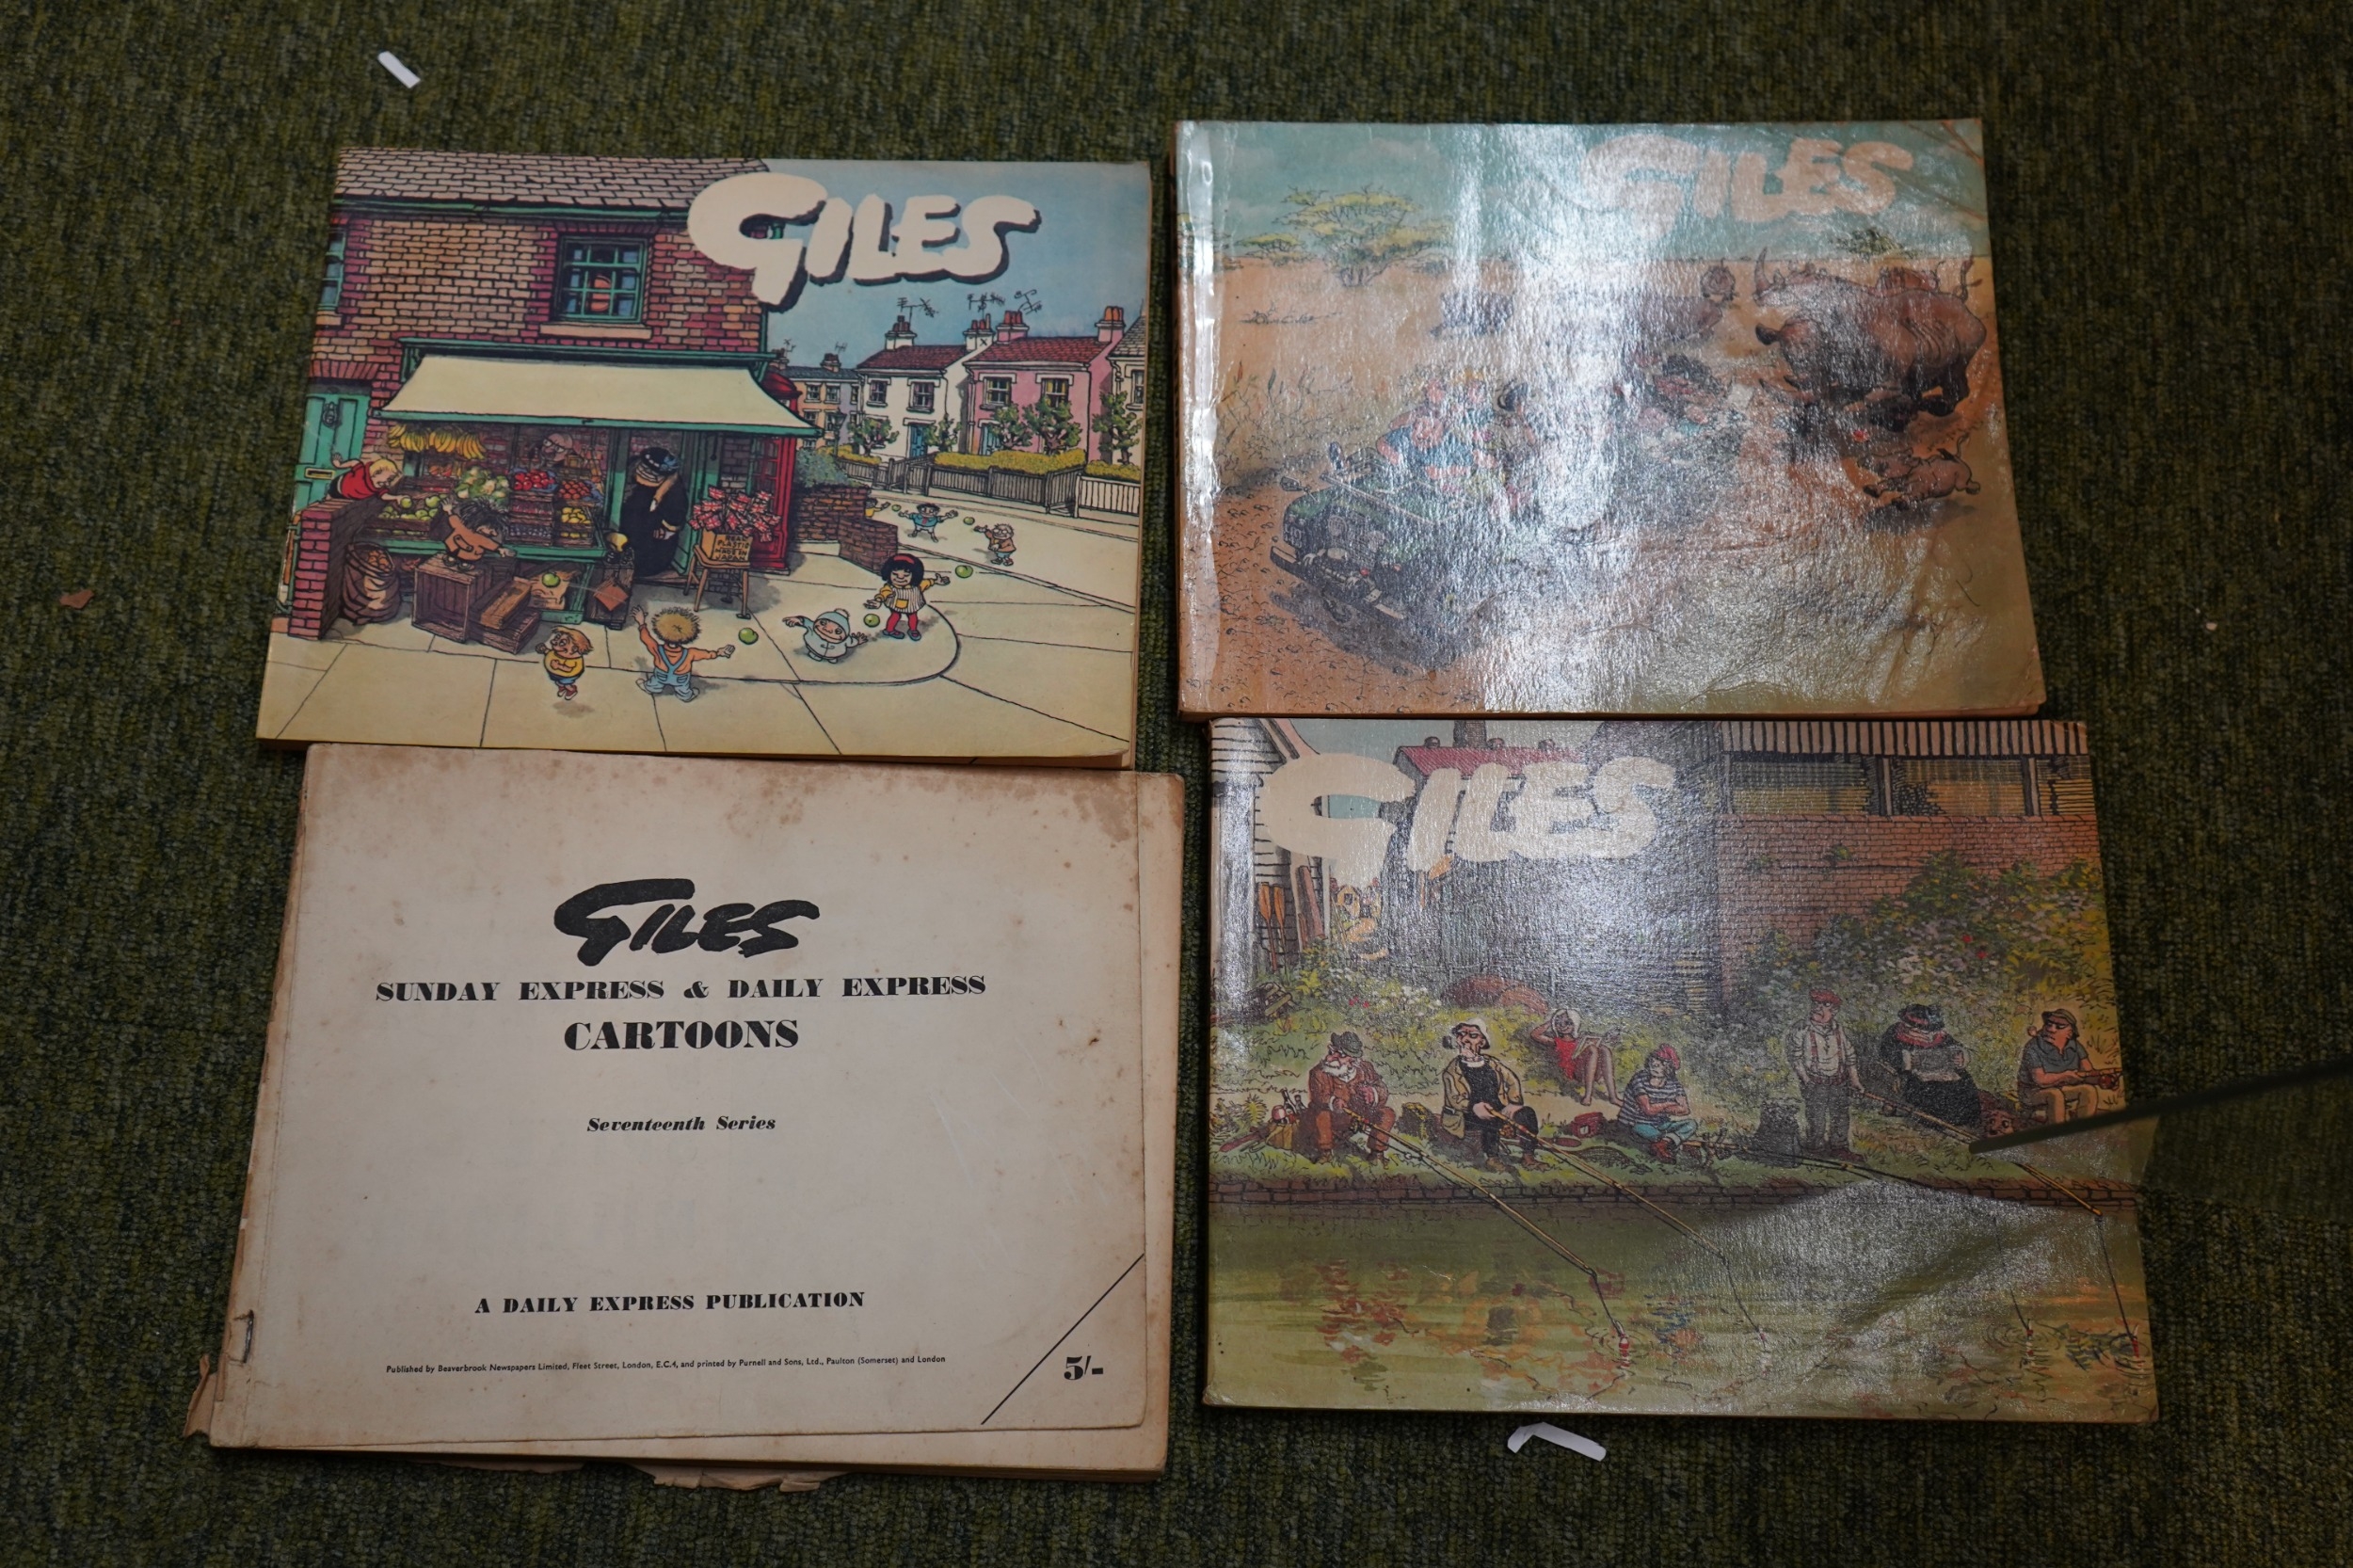 GILES
GILES
GILES
SUNDAY EXPRESS & DAILY EXPRESS
CARTOONS
Seventeenth Series
A DAILY EXPRESS PUBLICATION
Published by Beaverbrook Newspapers Limited, Fleet Street, London, E.C.4, and printed by Purnell and Sons, Ltd., Paulton (Somerset) and London
5/-
GILES